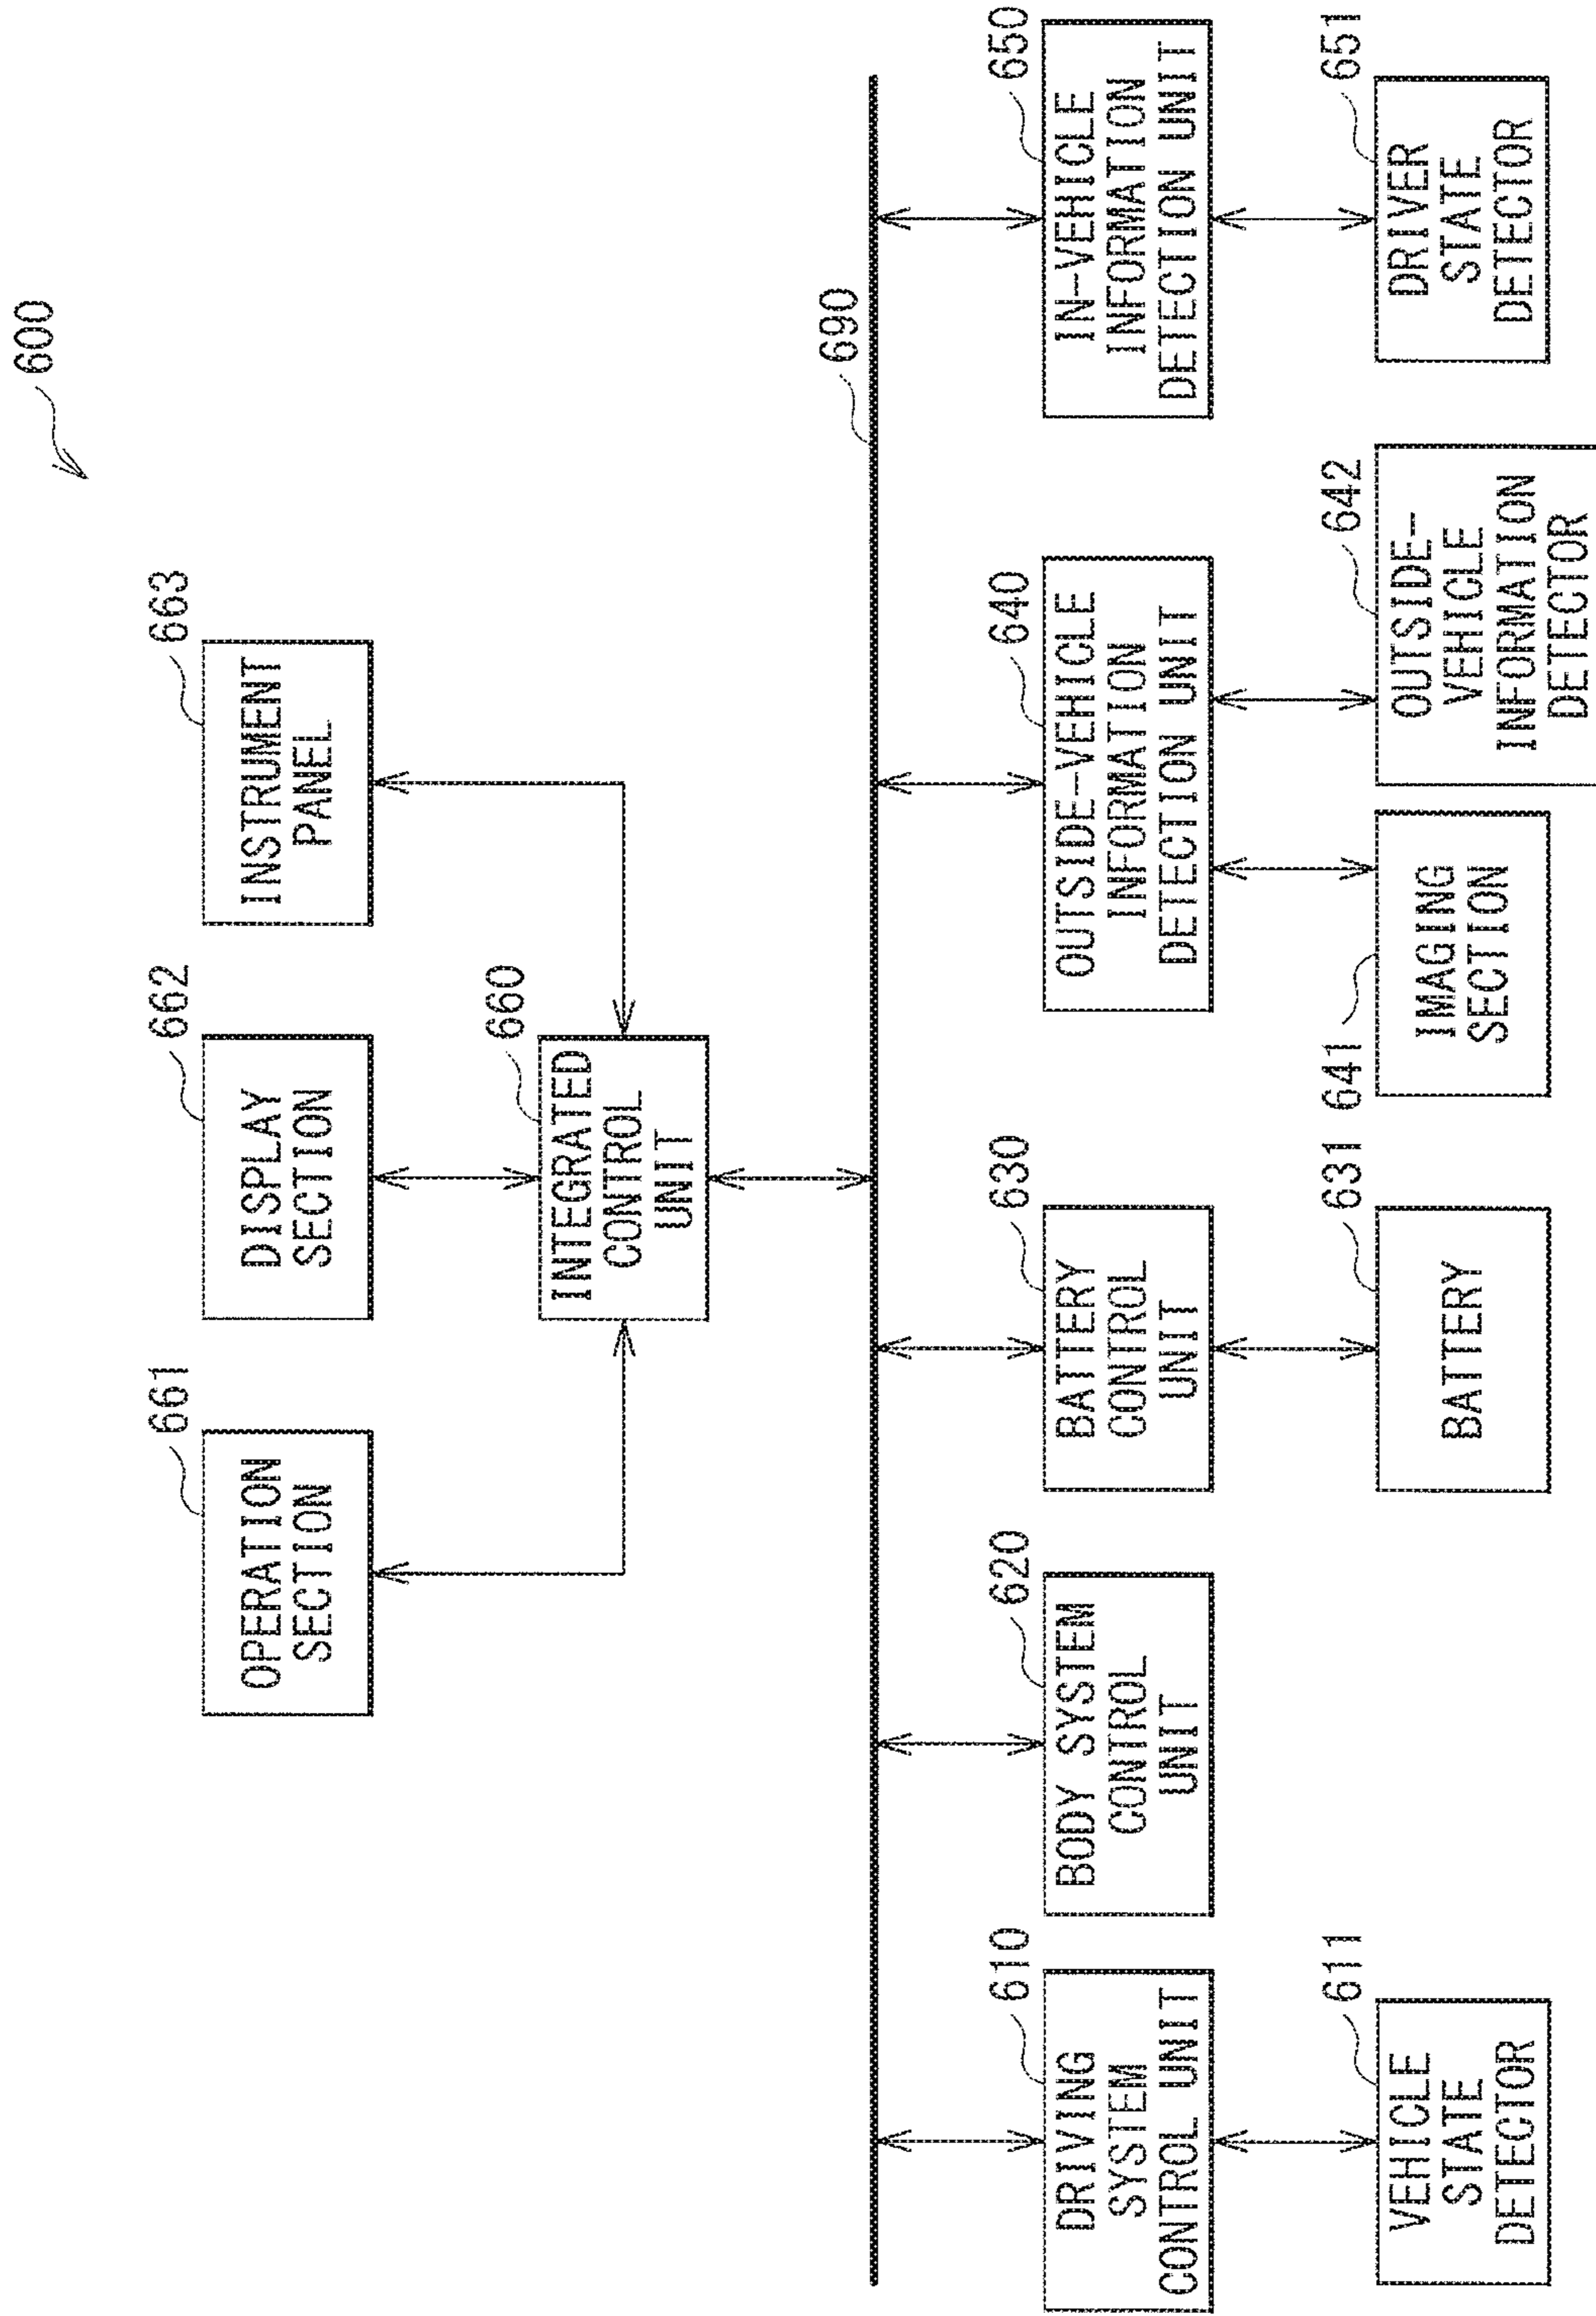 600
661
OPERATION
SECTION
662
DISPLAY
SECTION
663
INSTRUMENT
PANEL
660
INTEGRATED
CONTROL
UNIT
690
610
DRIVING
SYSTEM
CONTROL UNIT
620
BODY SYSTEM
CONTROL
UNIT
630
BATTERY
CONTROL
UNIT
640
OUTSIDE-VEHICLE
INFORMATION
DETECTION UNIT
650
IN-VEHICLE
INFORMATION
DETECTION UNIT
611
VEHICLE
STATE
DETECTOR
631
BATTERY
641
IMAGING
SECTION
642
OUTSIDE-
VEHICLE
INFORMATION
DETECTOR
651
DRIVER
STATE
DETECTOR